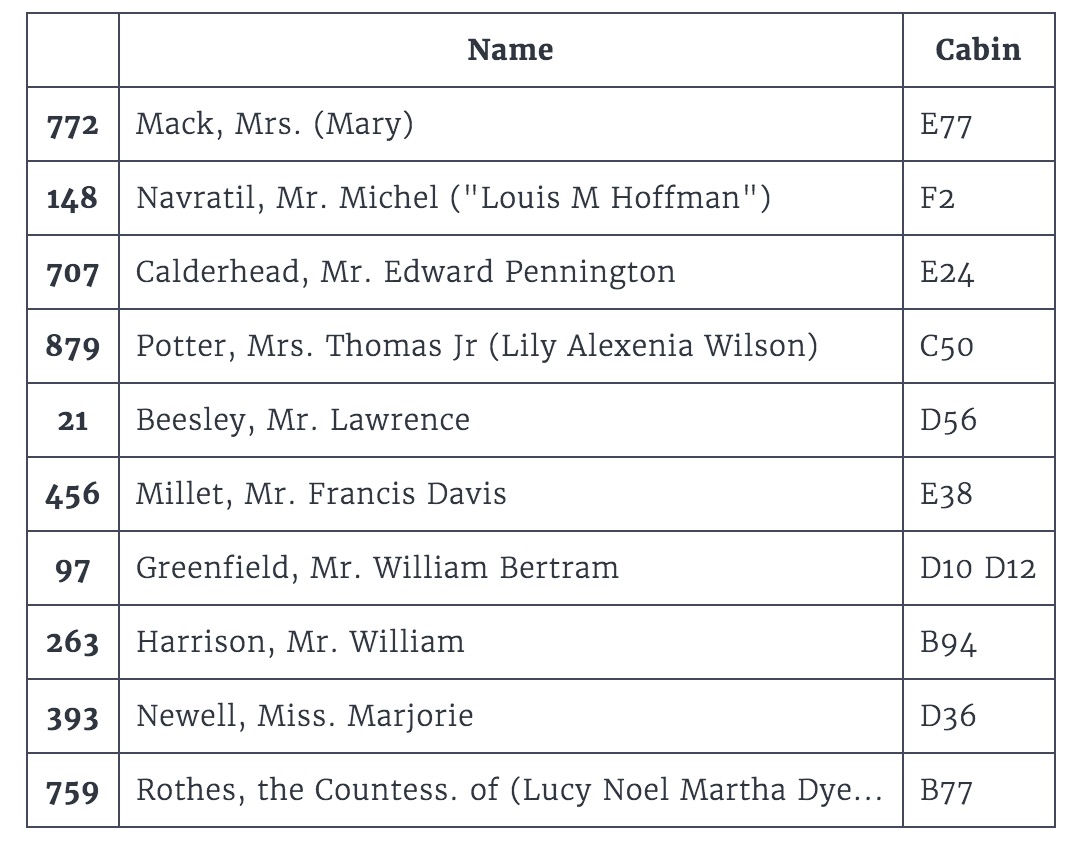 Name Cabin
772 Mack, Mrs. (Mary) E77
148 Navratil, Mr. Michel ("Louis M Hoffman") F2
707 Calderhead, Mr. Edward Pennington E24
879 Potter, Mrs. Thomas Jr (Lily Alexenia Wilson) C50
21 Beesley, Mr. Lawrence D56
456 Millet, Mr. Francis Davis E38
97 Greenfield, Mr. William Bertram D10 D12
263 Harrison, Mr. William B94
393 Newell, Miss. Marjorie D36
759 Rothes, the Countess. of (Lucy Noel Martha Dye... B77